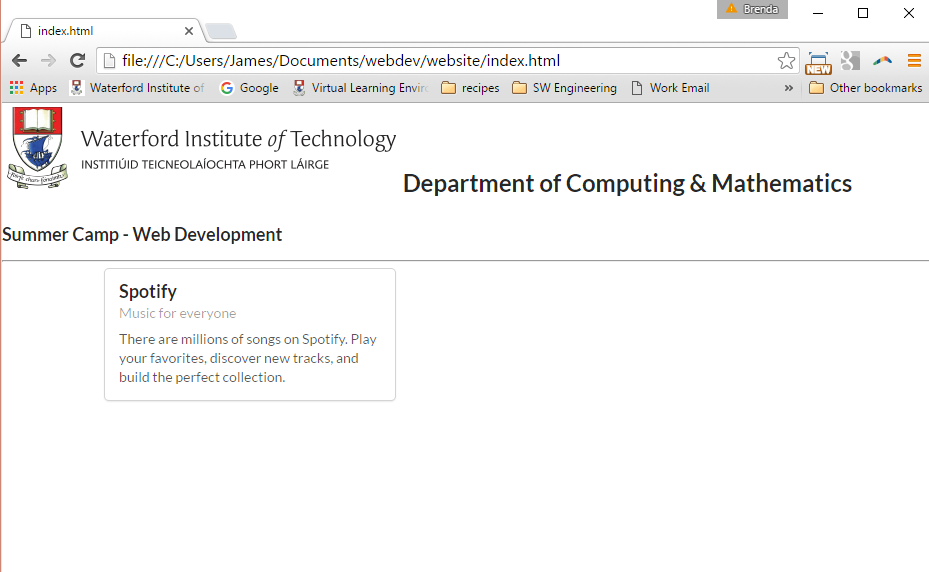 Brenda
index.html
file:///C:/Users/James/Documents/webdev/website/index.html
NEW
Apps
Waterford Institute of
Google
Virtual Learning Envir
recipes
SW Engineering
Work Email
»
Other bookmarks
Waterford Institute of Technology
INSTITIÚID TEICNEOLAÍOCHTA PHORT LÁIRGE
Department of Computing & Mathematics
Summer Camp - Web Development
Spotify
Music for everyone
There are millions of songs on Spotify. Play
your favorites, discover new tracks, and
build the perfect collection.